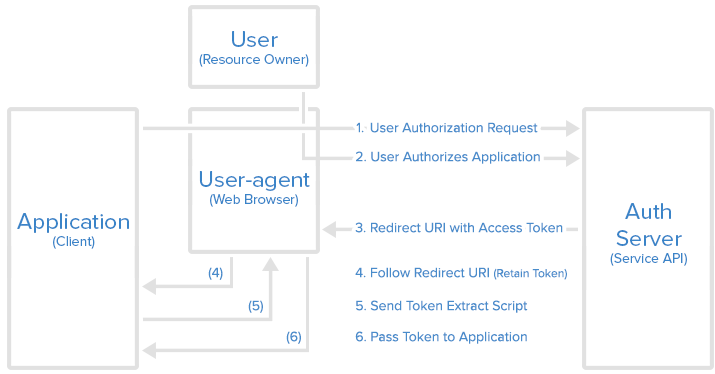 User
(Resource Owner)
1. User Authorization Request
2. User Authorizes Application
User-agent
(Web Browser)
Application
(Client)
Auth
Server
(Service API)
3. Redirect URI with Access Token
(4)
4. Follow Redirect URI (Retain Token)
(5)
5. Send Token Extract Script
(6)
6. Pass Token to Application